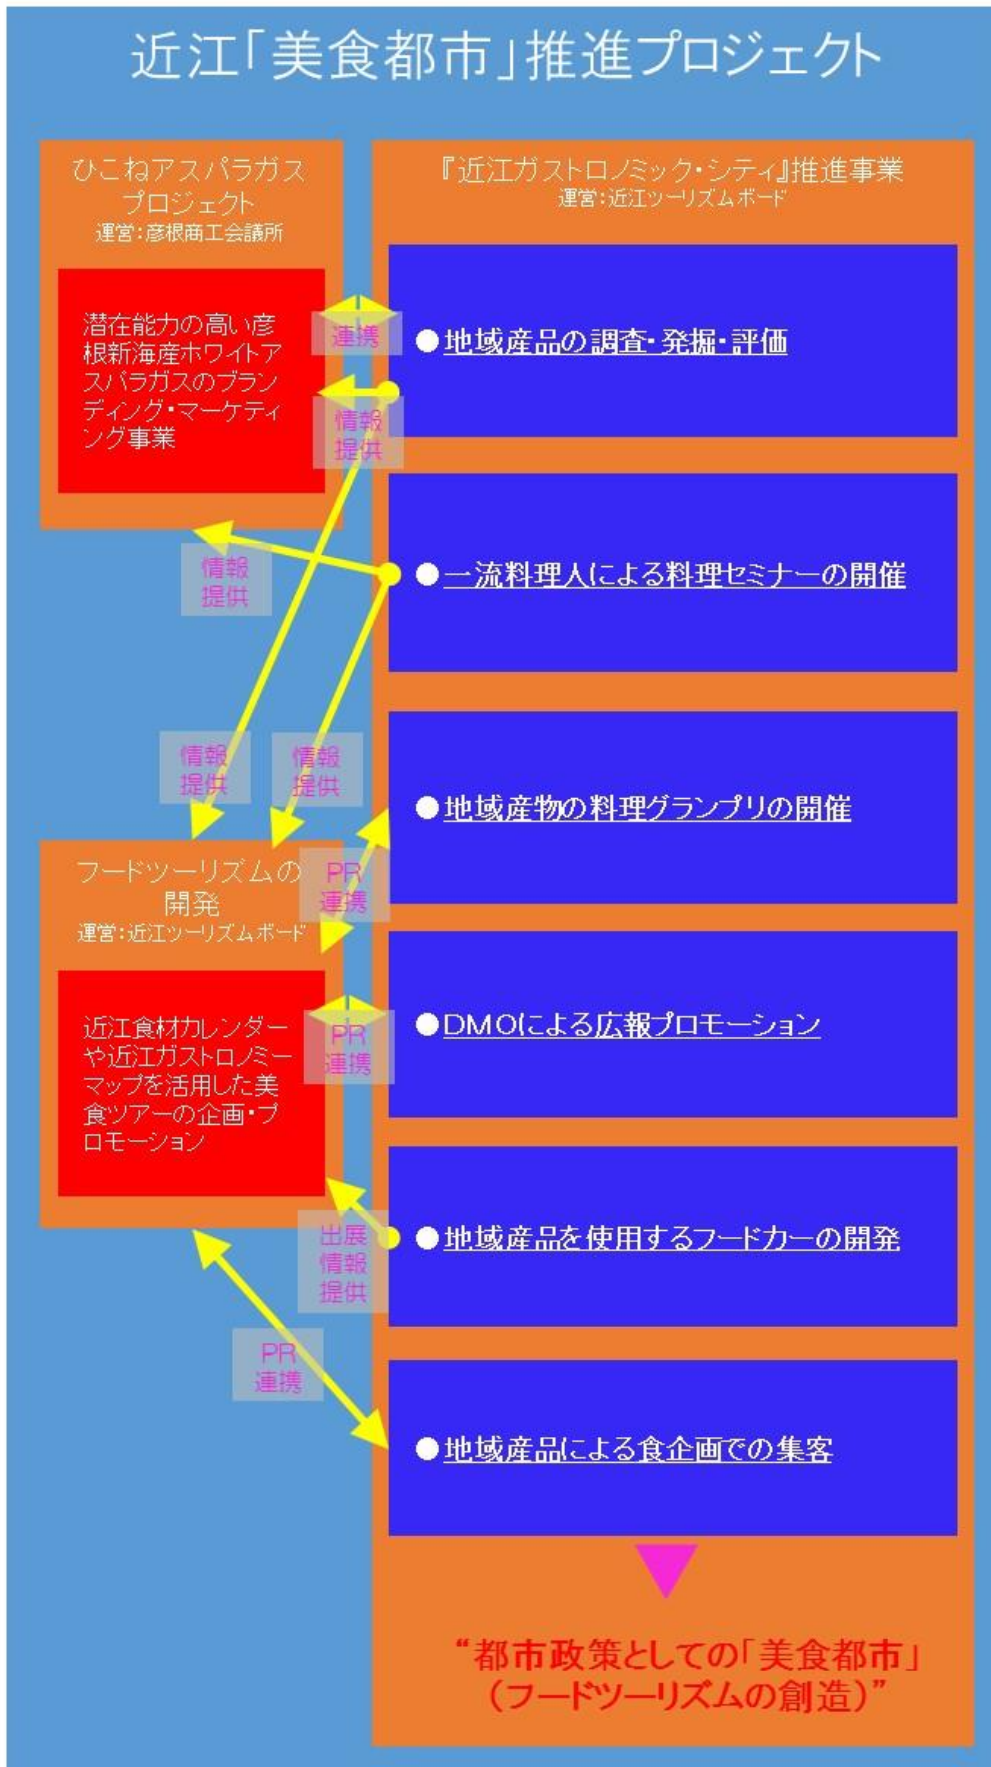 近江「美食都市」推進プロジェクト
ひこねアスパラガス
プロジェクト
運営:彦根商工会議所
潜在能力の高い彦
根新海産ホワイトア
スパラガスのブラン
ディング・マーケティ
ング事業
『近江ガストロノミック・シティ』推進事業
運営:近江ツーリズムボード
連携
●地域産品の調査・発掘・評価
情報
提供
●一流料理人による料理セミナーの開催
情報
提供
情報
提供
情報
提供
●地域産物の料理グランプリの開催
フードツーリズムの
開発
運営:近江ツーリズムボード
PR
連携
近江食材カレンダー
や近江ガストロノミー
マップを活用した美
食ツアーの企画・プ
ロモーション
PR
連携
●DMOによる広報プロモーション
出展
情報
提供
●地域産品を使用するフードカーの開発
PR
連携
●地域産品による食企画での集客
“都市政策としての「美食都市」
(フードツーリズムの創造)”